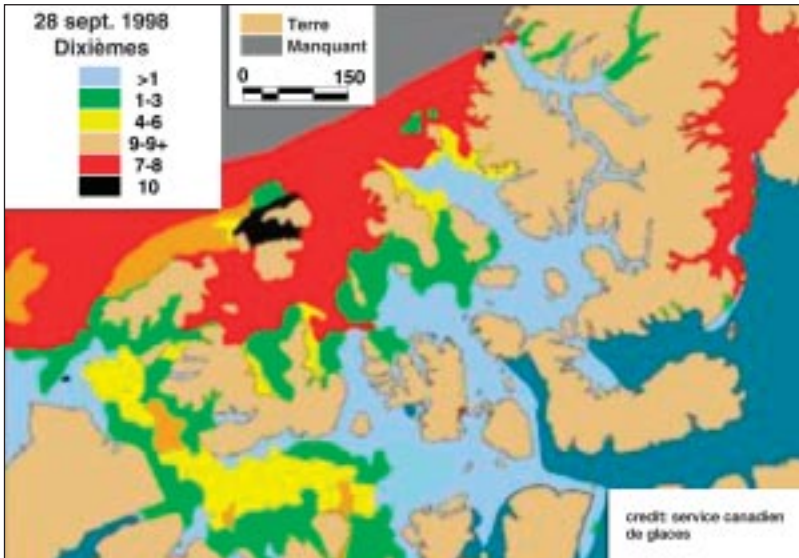 28 sept. 1998
Dixièmes
>1
1-3
4-6
9-9+
7-8
10
Terre
Manquant
0 150
credit: service canadien
de glaces